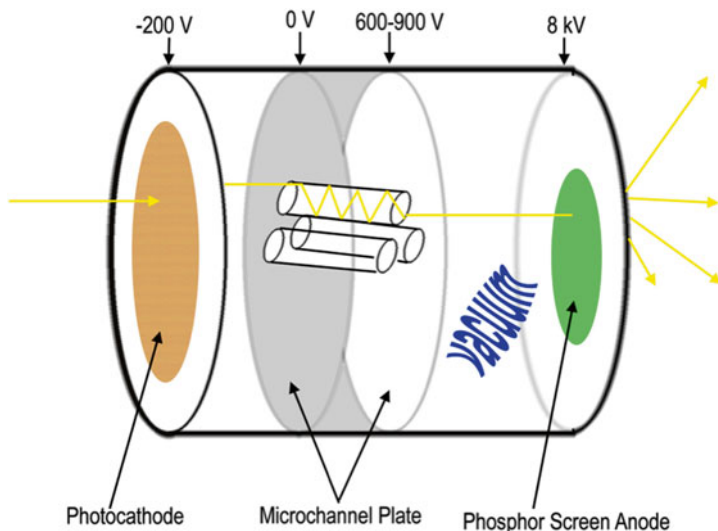 -200 V
0 V
600-900 V
8 kV
vacuum
Photocathode
Microchannel Plate
Phosphor Screen Anode